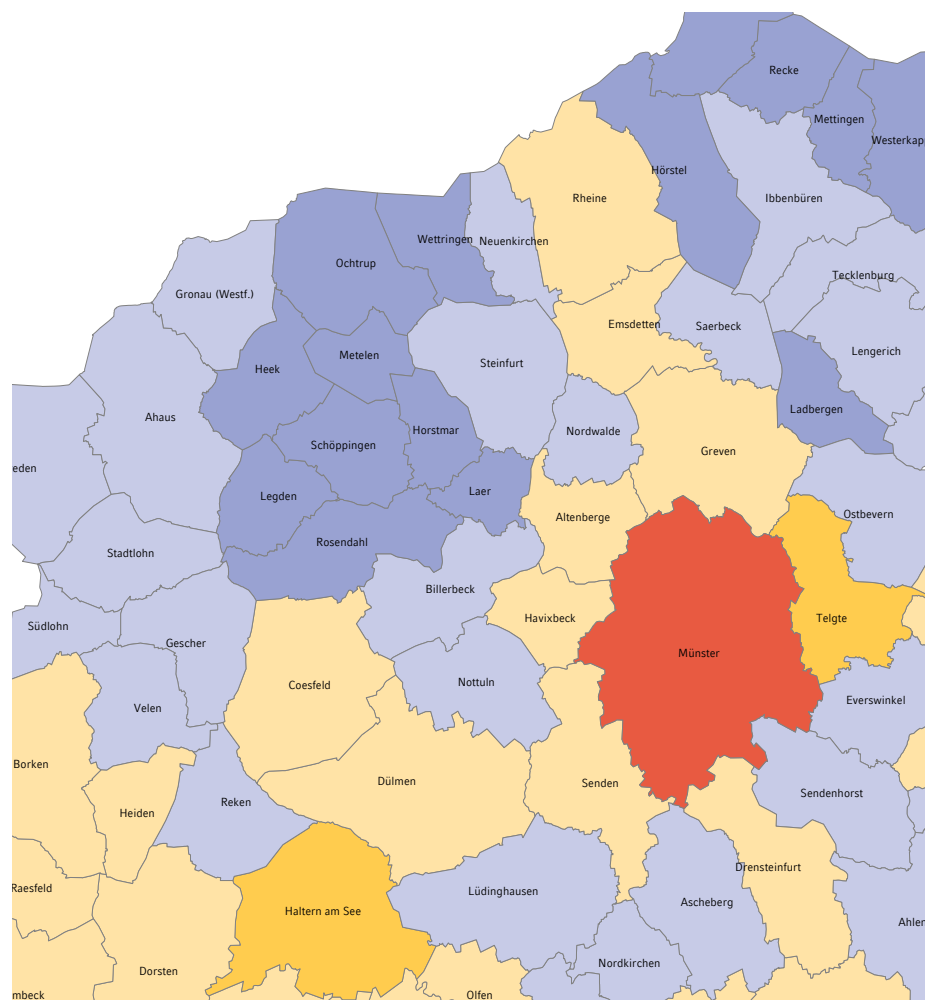 Recke
Mettingen
Westerkapp
Hörstel
Rheine
Ibbenbüren
Wettringen
Neuenkirchen
Ochtrup
Tecklenburg
Gronau (Westf.)
Emsdetten
Saerbeck
Lengerich
Metelen
Steinfurt
Heek
Ladbergen
Ahaus
Horstmar
Nordwalde
Schöppingen
Greven
eden
Legden
Laer
Altenberge
Ostbevern
Rosendahl
Stadtlohn
Billerbeck
Havixbeck
Telgte
Südlohn
Gescher
Münster
Nottuln
Coesfeld
Everswinkel
Velen
Borken
Dülmen
Senden
Sendenhorst
Reken
Heiden
Drensteinfurt
Raesfeld
Lüdinghausen
Ascheberg
Haltern am See
Ahlen
Nordkirchen
Dorsten
mbeck
Olfen